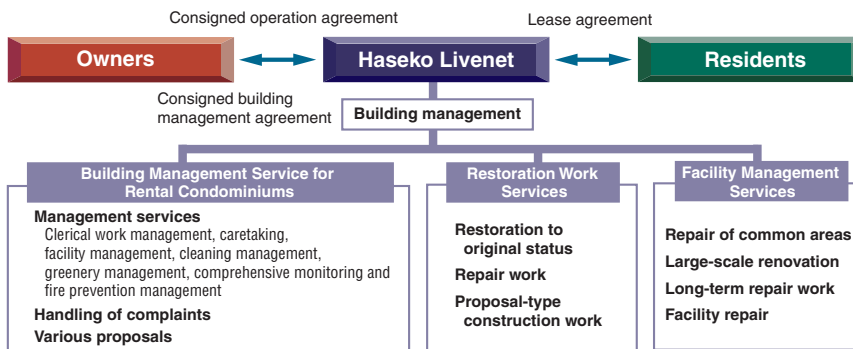 Consigned operation agreement
Lease agreement
Owners
Haseko Livenet
Residents
Consigned building
management agreement
Building management
Building Management Service for
Rental Condominiums
Management services
Clerical work management, caretaking,
facility management, cleaning management,
greenery management, comprehensive monitoring and
fire prevention management
Handling of complaints
Various proposals
Restoration Work
Services
Restoration to
original status
Repair work
Proposal-type
construction work
Facility Management
Services
Repair of common areas
Large-scale renovation
Long-term repair work
Facility repair